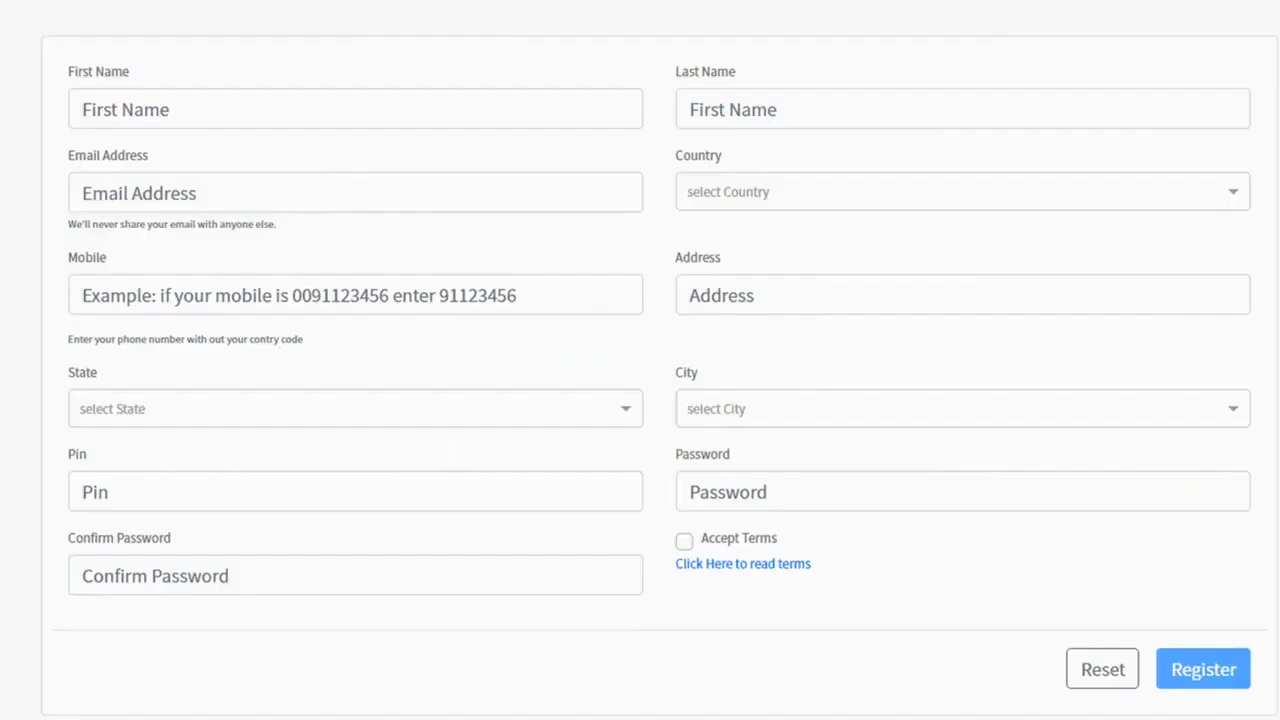 First Name
First Name
Last Name
First Name
Email Address
Email Address
We'll never share your email with anyone else.
Country
select Country
Mobile
Example: if your mobile is 0091123456 enter 91123456
Enter your phone number with out your contry code
Address
Address
State
select State
City
select City
Pin
Pin
Password
Password
Confirm Password
Confirm Password
Accept Terms
Click Here to read terms
Reset
Register